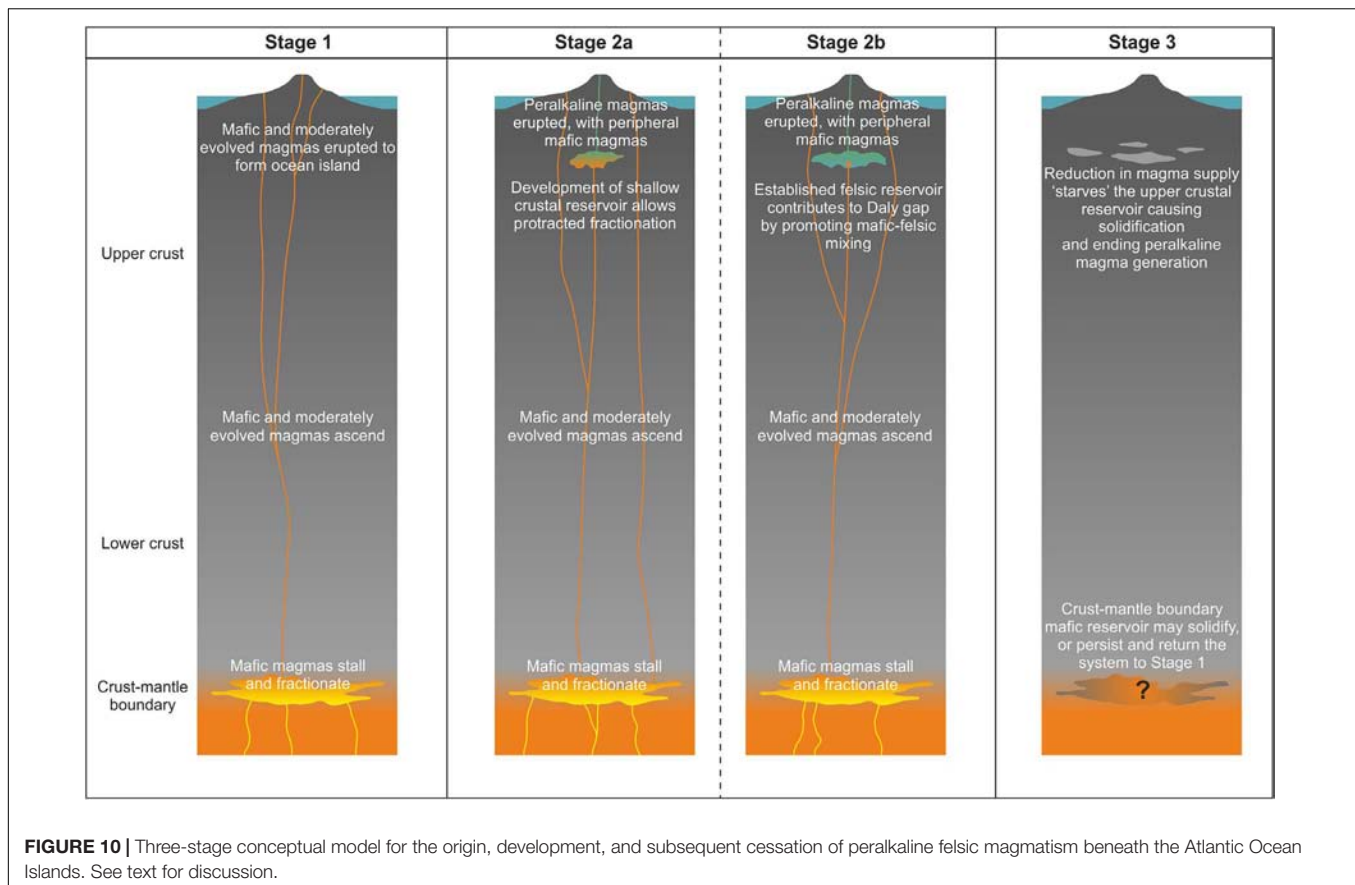 Stage 1
Stage 2a
Stage 2b
Stage 3
Upper crust
Lower crust
Crust-mantle
boundary
Mafic and moderately
evolved magmas erupted to
form ocean island
Mafic and moderately
evolved magmas ascend
Mafic magmas stall
and fractionate
Peralkaline magmas
erupted, with peripheral
mafic magmas
Development of shallow
crustal reservoir allows
protracted fractionation
Mafic and moderately
evolved magmas ascend
Mafic magmas stall
and fractionate
Peralkaline magmas
erupted, with peripheral
mafic magmas
Established felsic reservoir
contributes to Daly gap
by promoting mafic-felsic
mixing
Mafic and moderately
evolved magmas ascend
Mafic magmas stall
and fractionate
Reduction in magma supply
'starves' the upper crustal
reservoir causing
solidification
and ending peralkaline
magma generation
Crust-mantle boundary
mafic reservoir may solidify,
or persist and return the
system to Stage 1
?
FIGURE 10 | Three-stage conceptual model for the origin, development, and subsequent cessation of peralkaline felsic magmatism beneath the Atlantic Ocean
Islands. See text for discussion.